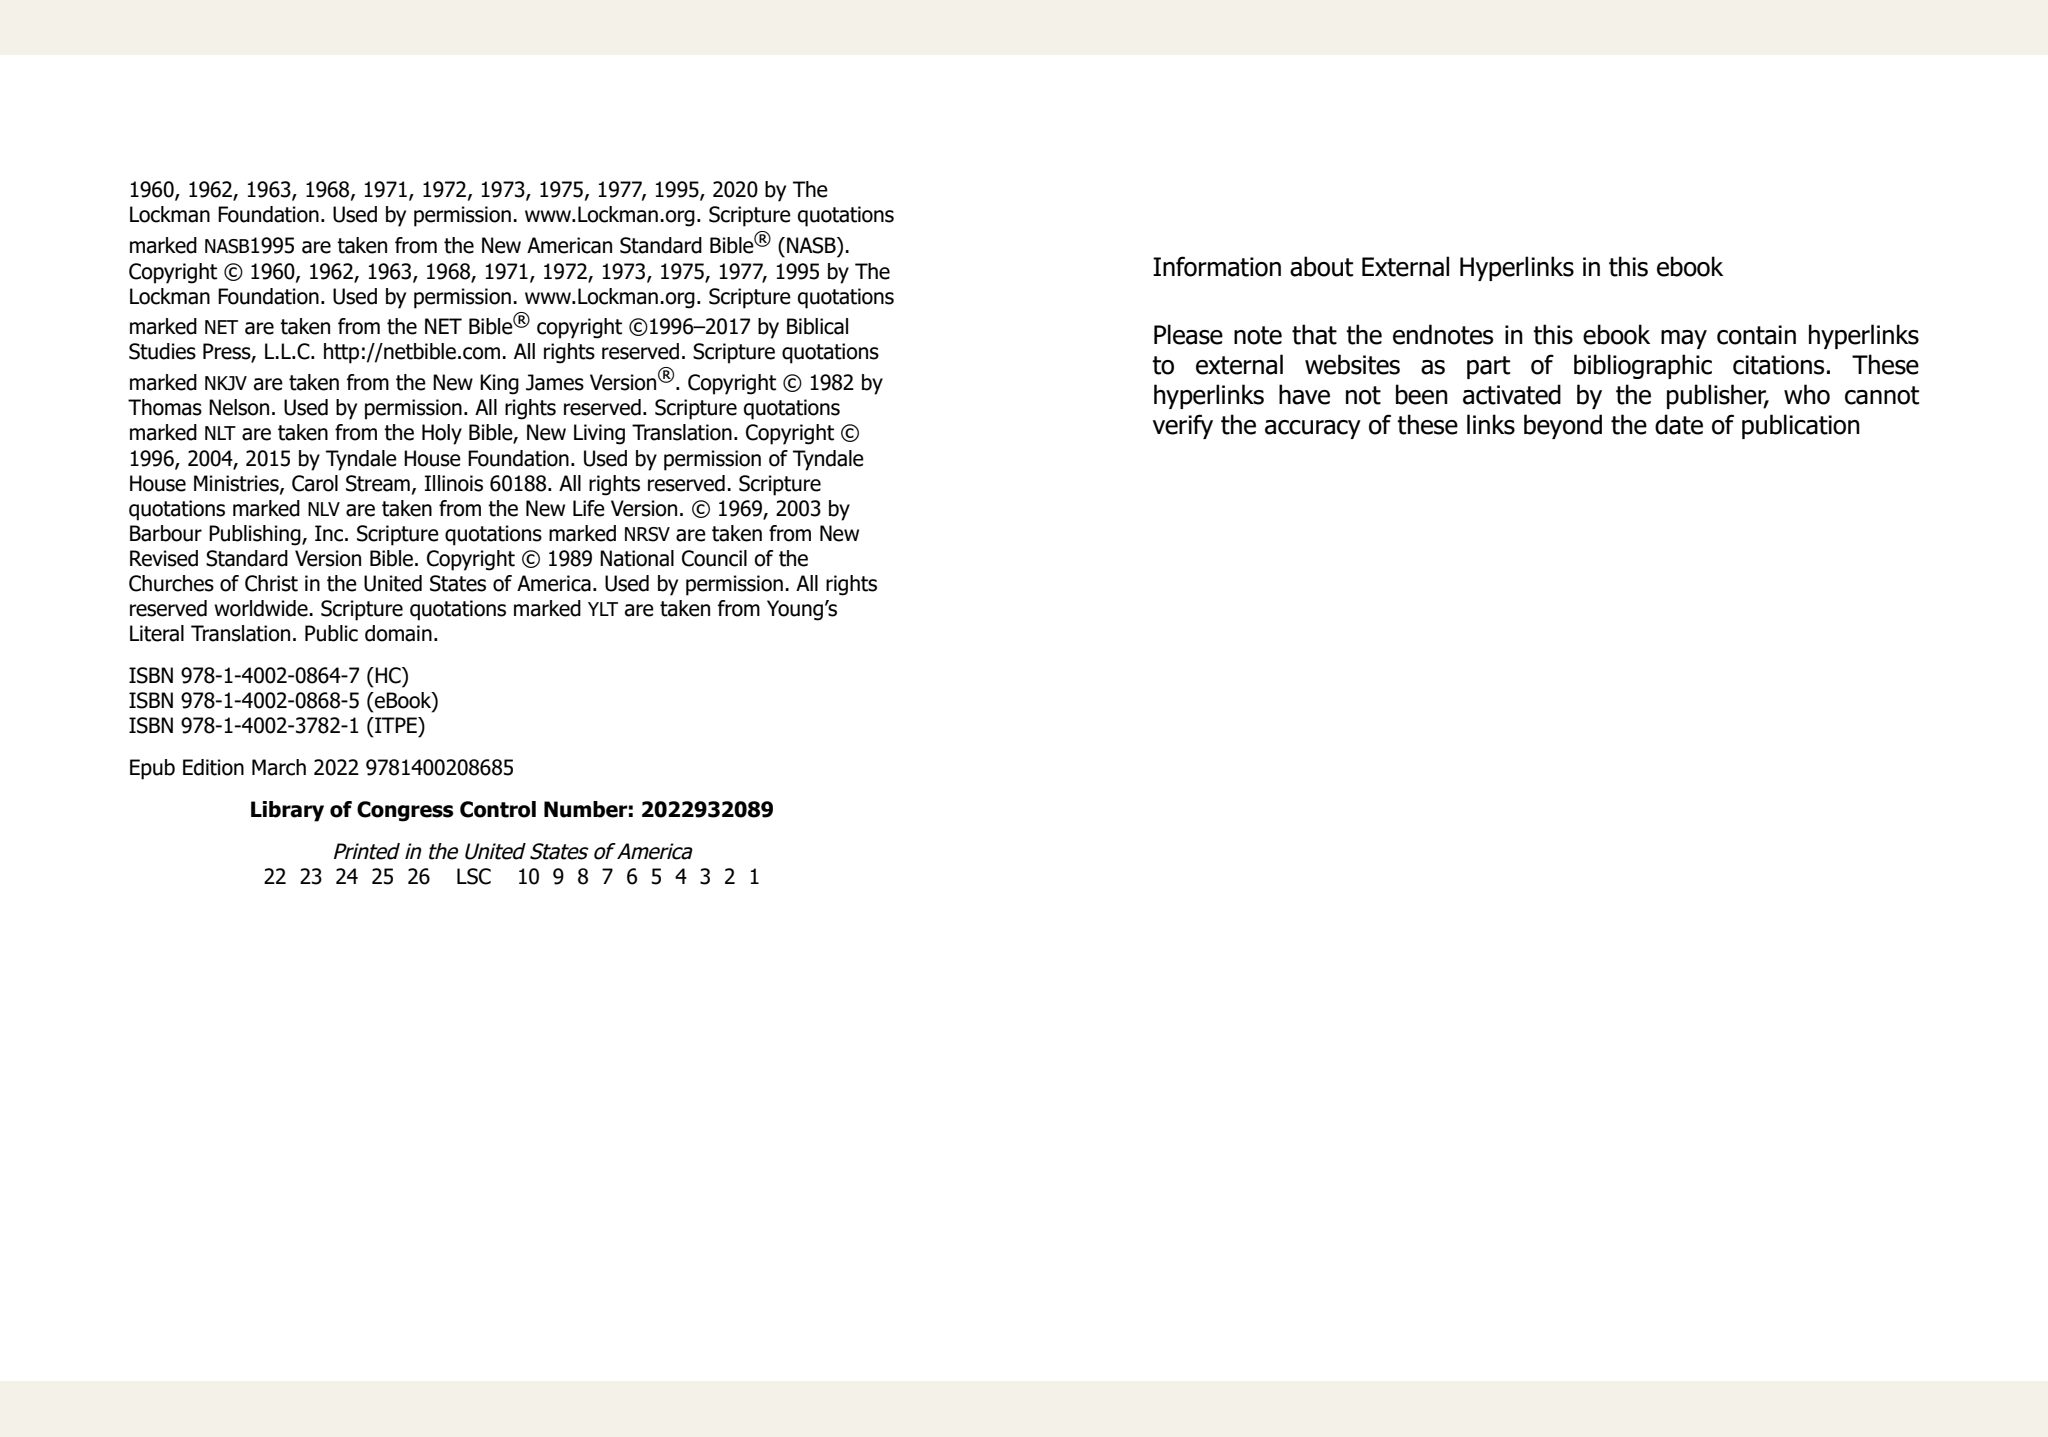 1960, 1962, 1963, 1968, 1971, 1972, 1973, 1975, 1977, 1995, 2020 by The
Lockman Foundation. Used by permission. www.Lockman.org. Scripture quotations
marked NASB1995 are taken from the New American Standard Bible® (NASB).
Copyright © 1960, 1962, 1963, 1968, 1971, 1972, 1973, 1975, 1977, 1995 by The
Lockman Foundation. Used by permission. www.Lockman.org. Scripture quotations
marked NET are taken from the NET Bible® copyright ©1996–2017 by Biblical
Studies Press, L.L.C. http://netbible.com. All rights reserved. Scripture quotations
marked NKJV are taken from the New King James Version®. Copyright © 1982 by
Thomas Nelson. Used by permission. All rights reserved. Scripture quotations
marked NLT are taken from the Holy Bible, New Living Translation. Copyright ©
1996, 2004, 2015 by Tyndale House Foundation. Used by permission of Tyndale
House Ministries, Carol Stream, Illinois 60188. All rights reserved. Scripture
quotations marked NLV are taken from the New Life Version. © 1969, 2003 by
Barbour Publishing, Inc. Scripture quotations marked NRSV are taken from New
Revised Standard Version Bible. Copyright © 1989 National Council of the
Churches of Christ in the United States of America. Used by permission. All rights
reserved worldwide. Scripture quotations marked YLT are taken from Young’s
Literal Translation. Public domain.
ISBN 978-1-4002-0864-7 (HC)
ISBN 978-1-4002-0868-5 (eBook)
ISBN 978-1-4002-3782-1 (ITPE)
Epub Edition March 2022 9781400208685
Library of Congress Control Number: 2022932089
Printed in the United States of America
22 23 24 25 26 LSC 10 9 8 7 6 5 4 3 2 1
Information about External Hyperlinks in this ebook
Please note that the endnotes in this ebook may contain hyperlinks
to external websites as part of bibliographic citations. These
hyperlinks have not been activated by the publisher, who cannot
verify the accuracy of these links beyond the date of publication